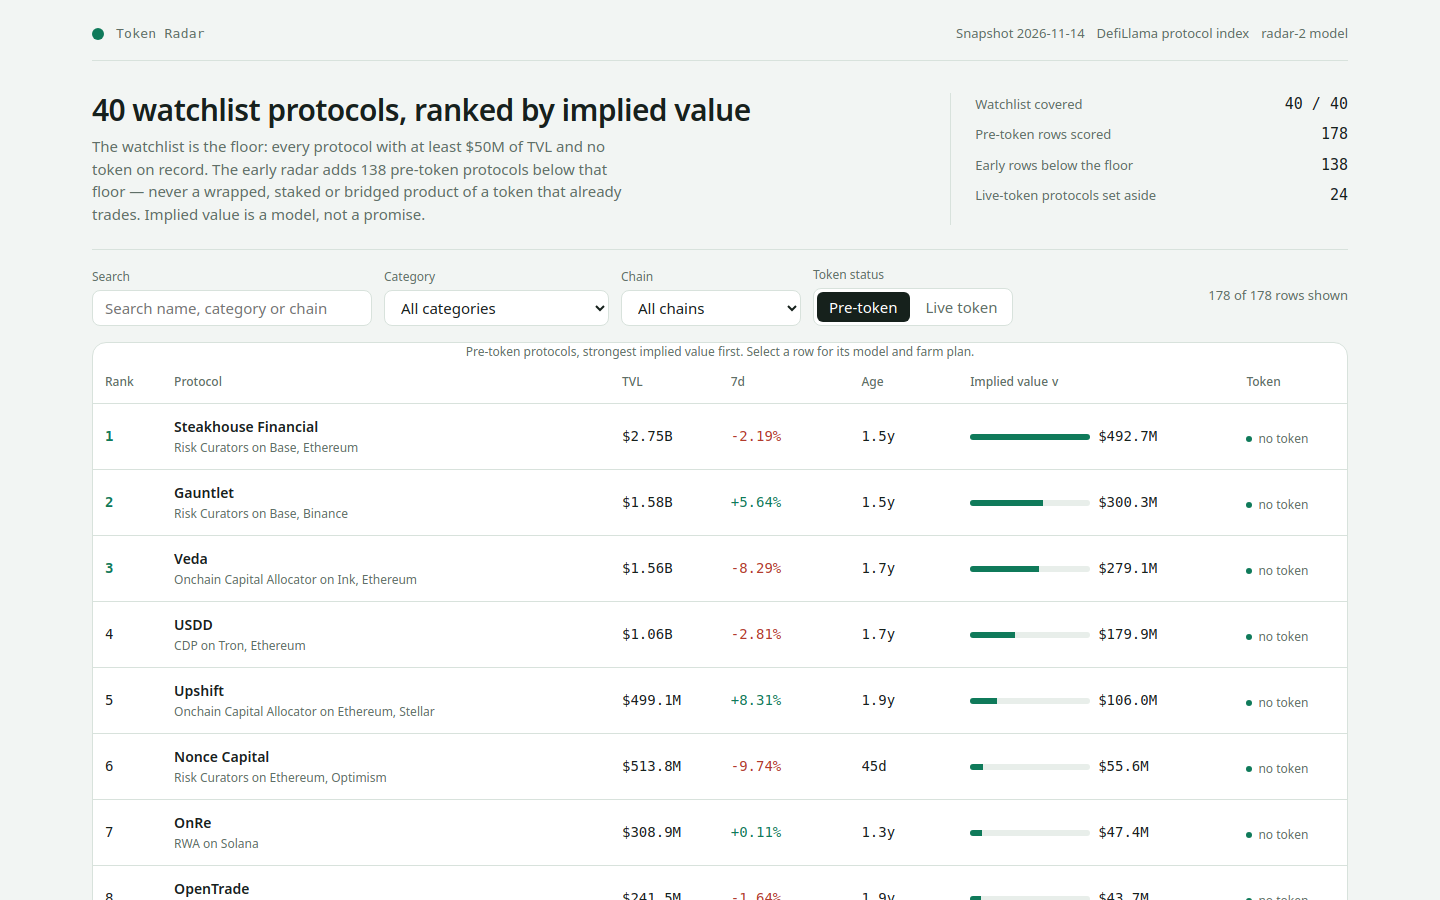 Token Radar
Snapshot 2026-11-14 DefiLlama protocol index radar-2 model
40 watchlist protocols, ranked by implied value
The watchlist is the floor: every protocol with at least $50M of TVL and no
token on record. The early radar adds 138 pre-token protocols below that
floor — never a wrapped, staked or bridged product of a token that already
trades. Implied value is a model, not a promise.
Watchlist covered 40 / 40
Pre-token rows scored 178
Early rows below the floor 138
Live-token protocols set aside 24
Search Category Chain Token status
Search name, category or chain All categories All chains Pre-token Live token
178 of 178 rows shown
Pre-token protocols, strongest implied value first. Select a row for its model and farm plan.
Rank Protocol TVL 7d Age Implied value v Token
1 Steakhouse Financial $2.75B -2.19% 1.5y $492.7M no token
Risk Curators on Base, Ethereum
2 Gauntlet $1.58B +5.64% 1.5y $300.3M no token
Risk Curators on Base, Binance
3 Veda $1.56B -8.29% 1.7y $279.1M no token
Onchain Capital Allocator on Ink, Ethereum
4 USDD $1.06B -2.81% 1.7y $179.9M no token
CDP on Tron, Ethereum
5 Upshift $499.1M +8.31% 1.9y $106.0M no token
Onchain Capital Allocator on Ethereum, Stellar
6 Nonce Capital $513.8M -9.74% 45d $55.6M no token
Risk Curators on Ethereum, Optimism
7 OnRe $308.9M +0.11% 1.3y $47.4M no token
RWA on Solana
8 OpenTrade $241.5M -1.64% 1.9y $43.7M no token